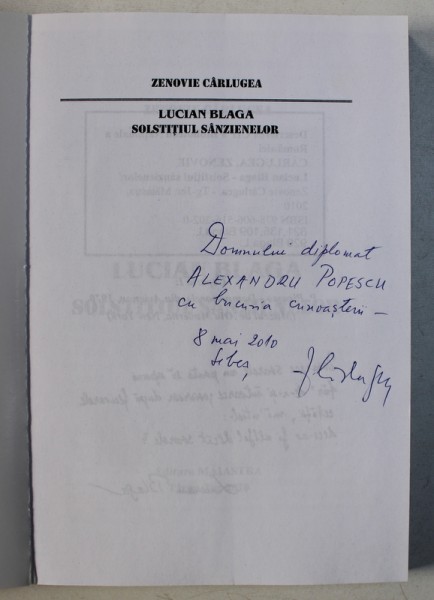 ZENOVIE CÂRLUGEA
LUCIAN BLAGA
SOLSTIȚIUL SÂNZIENELOR
Domnului diplomat
ALEXANDRU POPESCU
cu bucuria cunoașterii –
8 mai 2010
Sebeș,